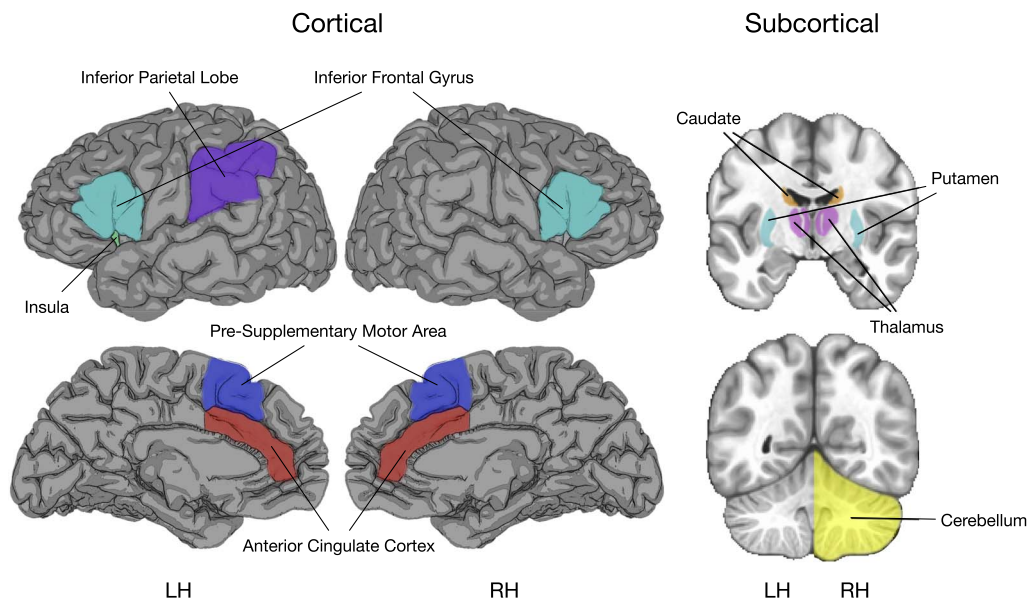 Cortical
Subcortical
Inferior Parietal Lobe
Inferior Frontal Gyrus
Caudate
Putamen
Insula
Thalamus
Pre-Supplementary Motor Area
Cerebellum
Anterior Cingulate Cortex
LH
RH
LH
RH